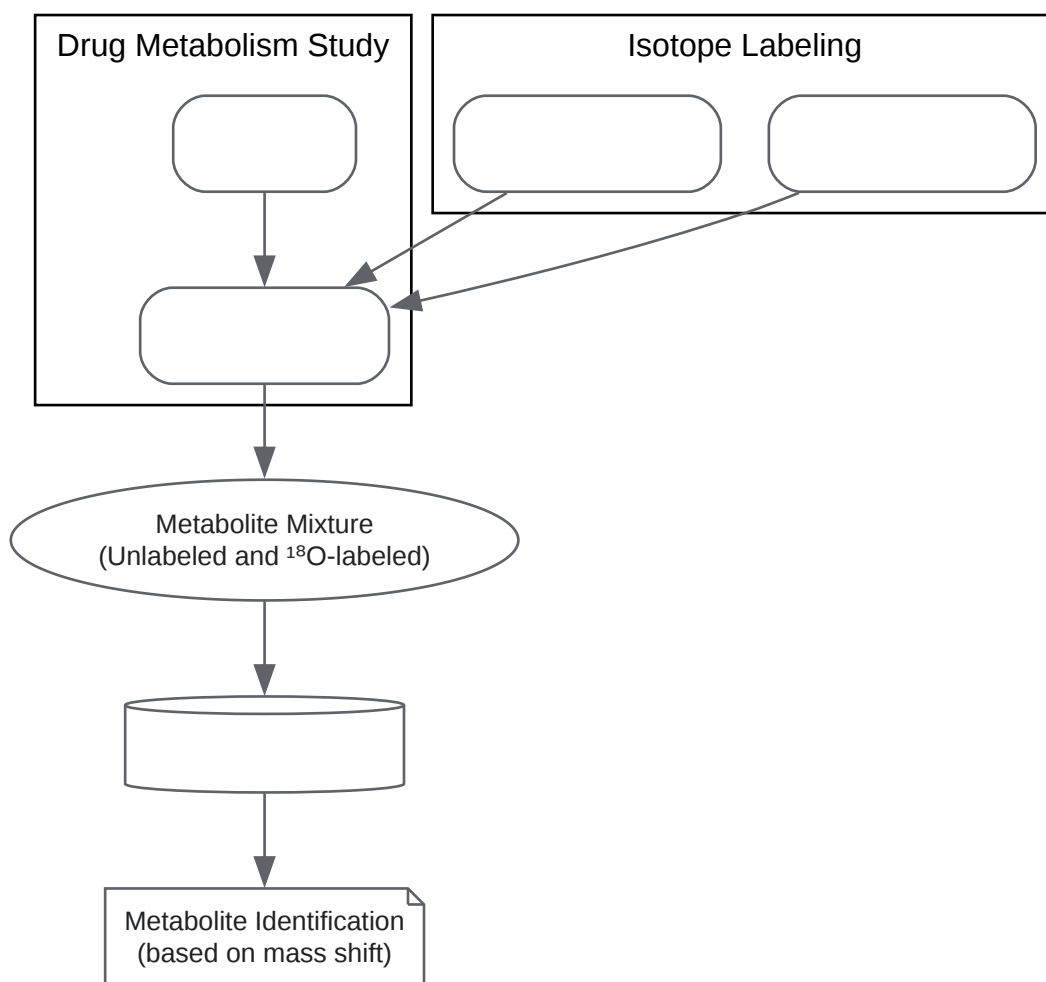 Drug Metabolism Study
Isotope Labeling
Metabolite Mixture
(Unlabeled and ¹⁸O-labeled)
Metabolite Identification
(based on mass shift)